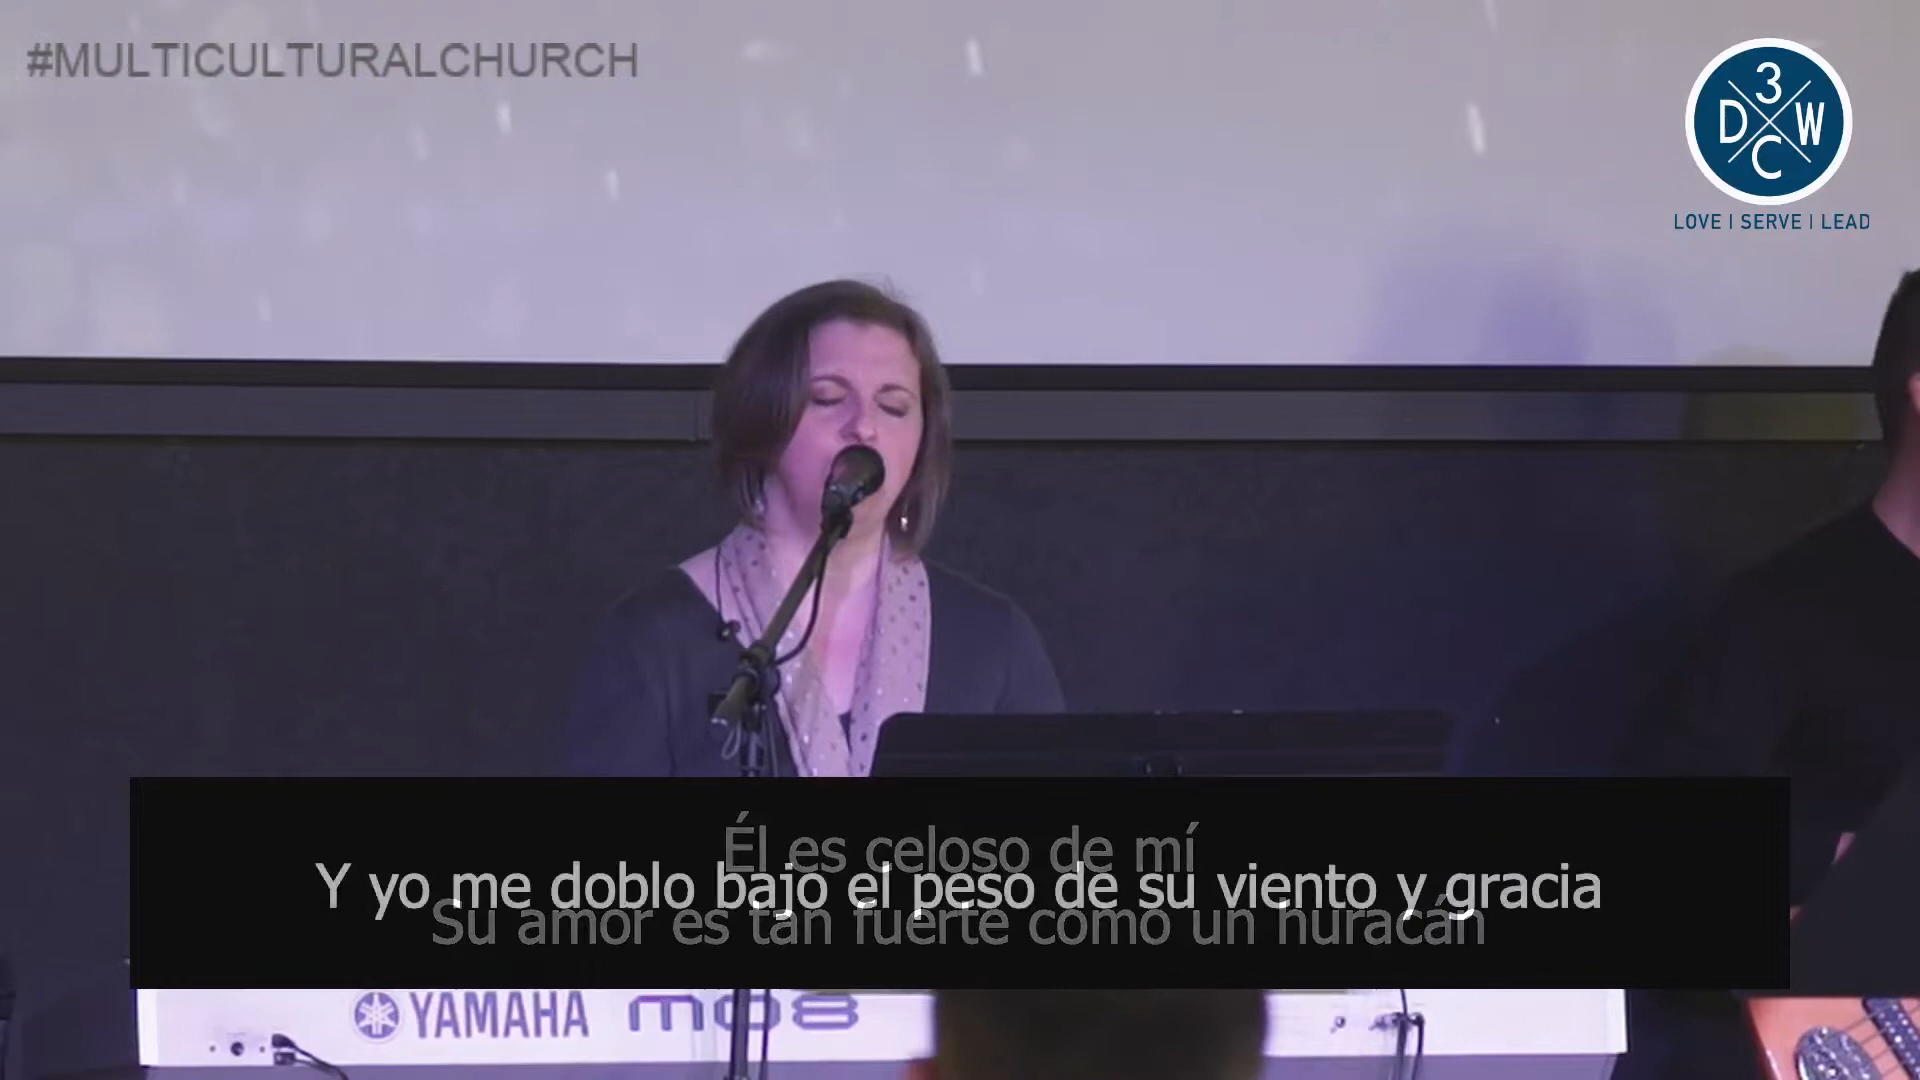 #MULTICULTURALCHURCH
3
D W
C
LOVE | SERVE | LEAD
Él es celoso de mí
Y yo me doblo bajo el peso de su viento y gracia
Su amor es tan fuerte como un huracán
YAMAHA MO8